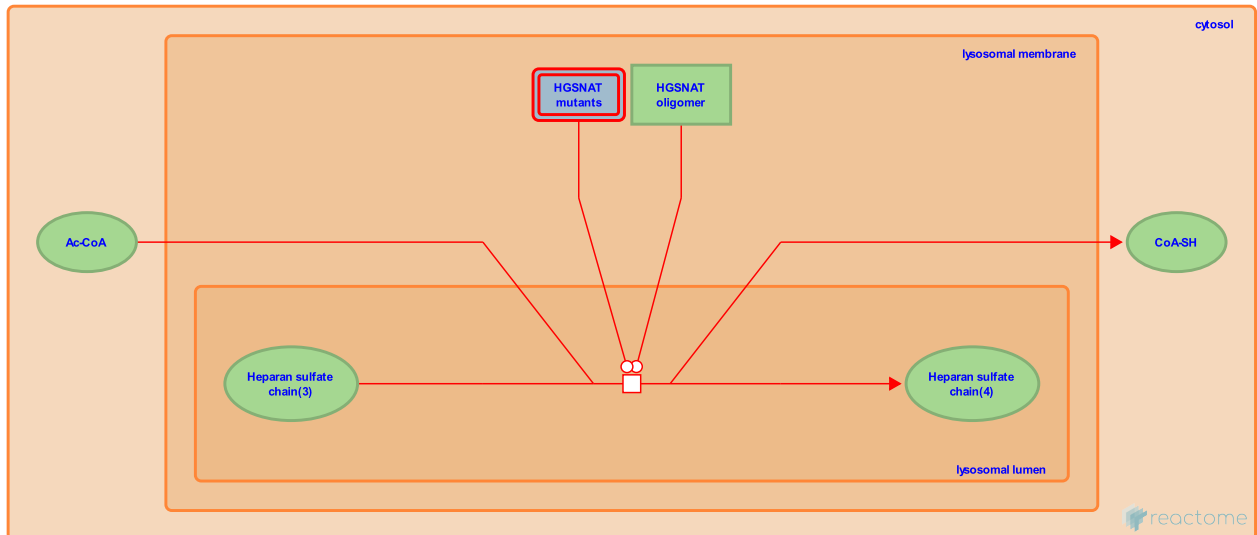 cytosol
lysosomal membrane
HGSNAT
mutants
HGSNAT
oligomer
Ac-CoA
CoA-SH
Heparan sulfate
chain(3)
Heparan sulfate
chain(4)
lysosomal lumen
reactome